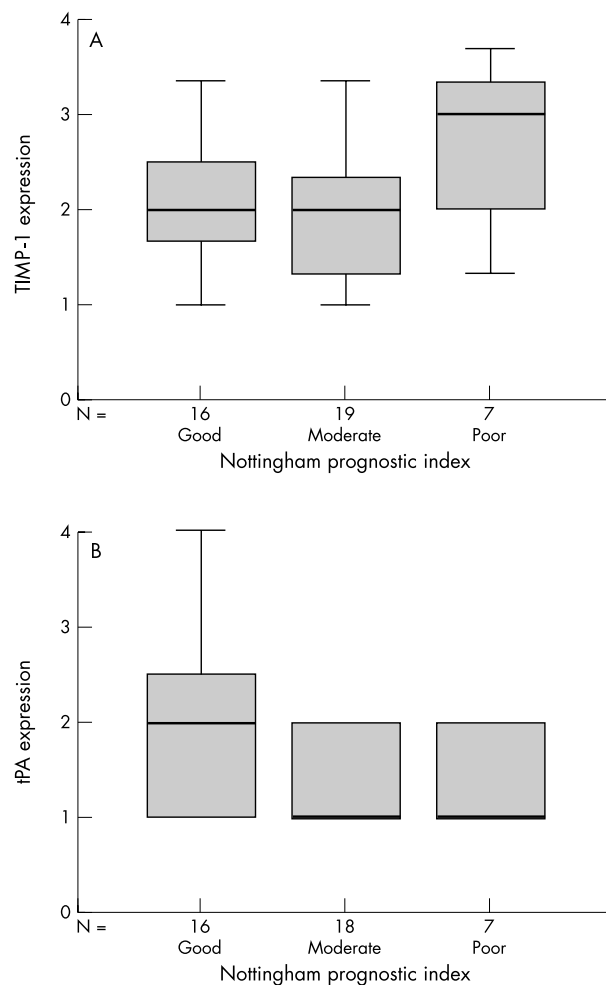 A
TIMP-1 expression
4
3
2
1
0
N = 16 19 7
Good Moderate Poor
Nottingham prognostic index
B
tPA expression
4
3
2
1
0
N = 16 18 7
Good Moderate Poor
Nottingham prognostic index